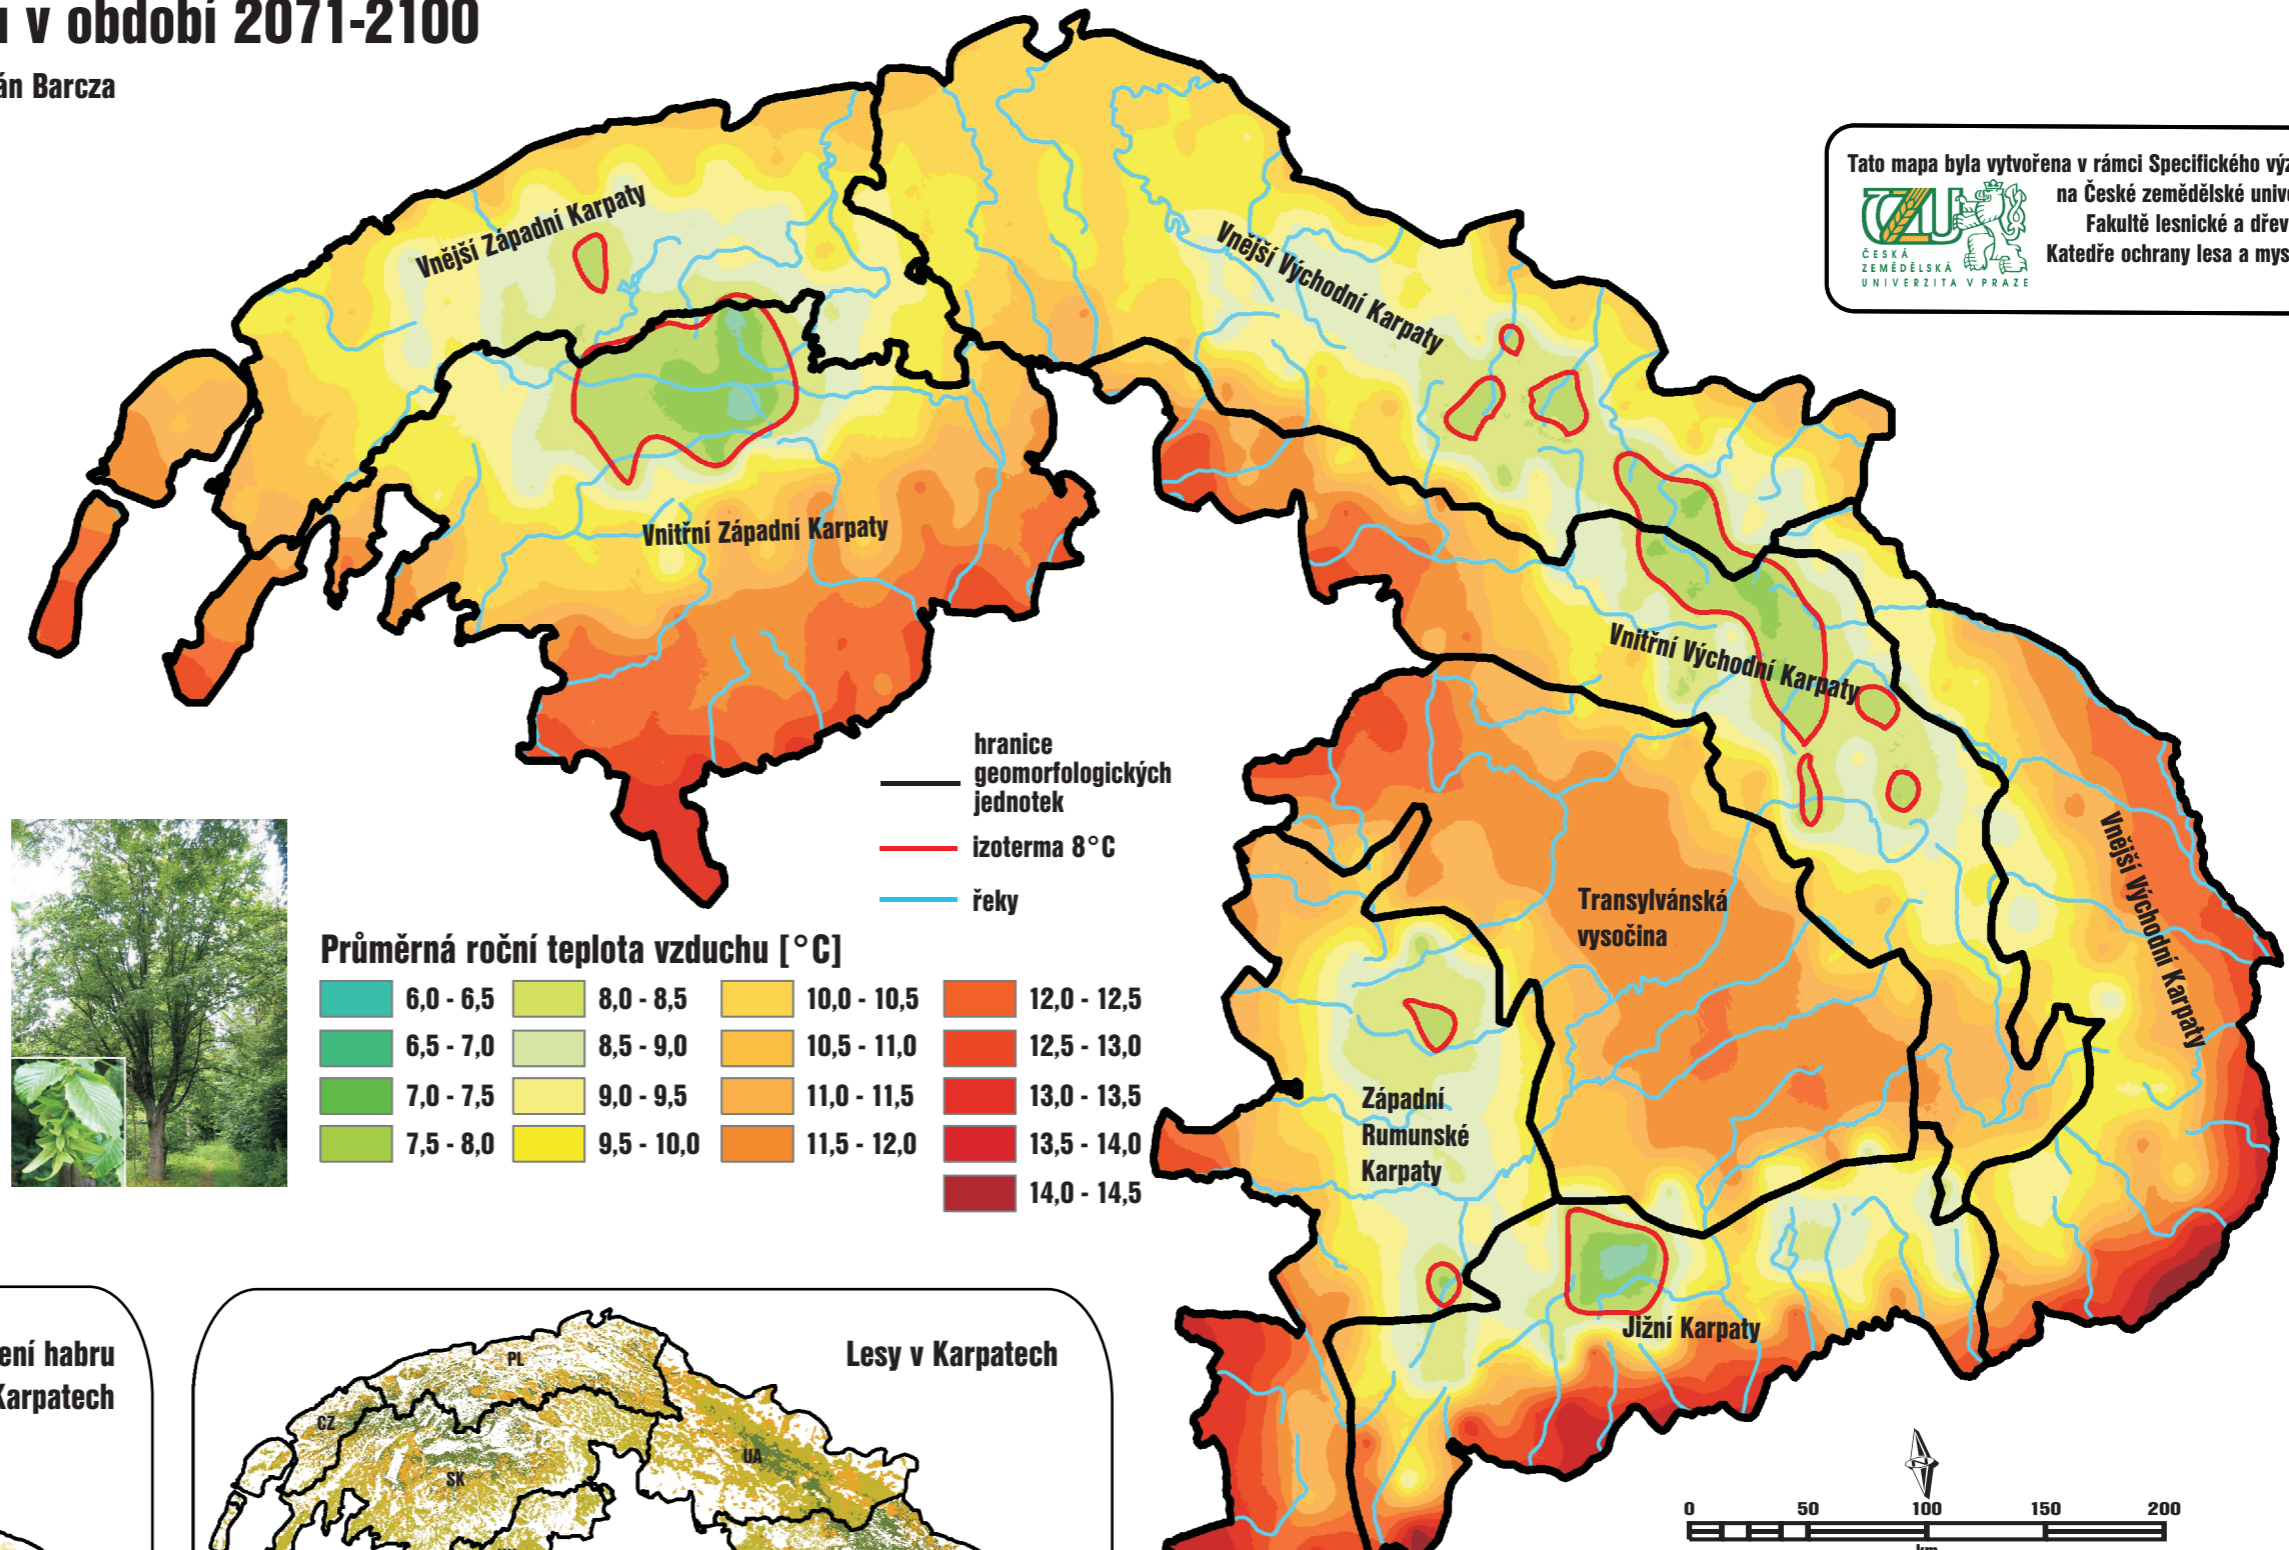 v období 2071-2100
án Barcza
Tato mapa byla vytvořena v rámci Specifického výz
na České zemědělské unive
Fakultě lesnické a dřev
Katedře ochrany lesa a mys
ČZU
ČESKÁ
ZEMĚDĚLSKÁ
UNIVERZITA V PRAZE
Vnější Západní Karpaty
Vnější Východní Karpaty
Vnitřní Západní Karpaty
Vnitřní Východní Karpaty
Vnější Východní Karpaty
Transylvánská
vysočina
Západní
Rumunské
Karpaty
Jižní Karpaty
hranice
geomorfologických
jednotek
izoterma 8°C
řeky
Průměrná roční teplota vzduchu [°C]
6,0 - 6,5
6,5 - 7,0
7,0 - 7,5
7,5 - 8,0
8,0 - 8,5
8,5 - 9,0
9,0 - 9,5
9,5 - 10,0
10,0 - 10,5
10,5 - 11,0
11,0 - 11,5
11,5 - 12,0
12,0 - 12,5
12,5 - 13,0
13,0 - 13,5
13,5 - 14,0
14,0 - 14,5
ení habru
Karpatech
Lesy v Karpatech
PL
CZ
SK
UA
N
0 50 100 150 200
km